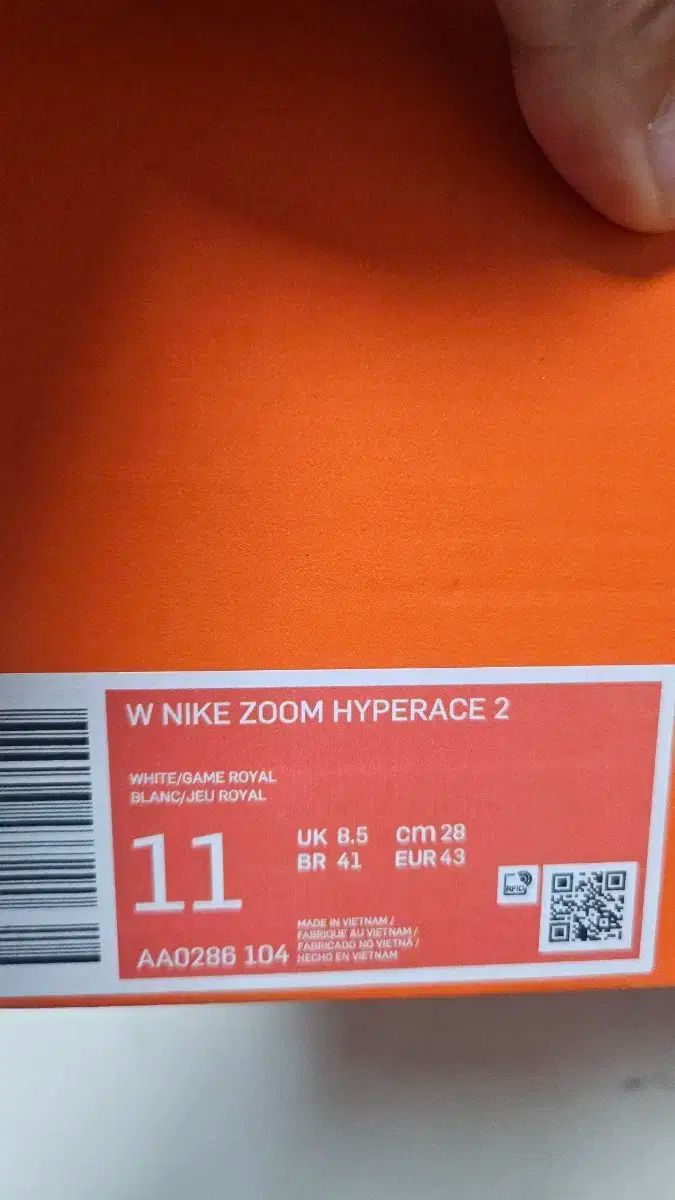 W NIKE ZOOM HYPERACE 2
WHITE/GAME ROYAL
BLANC/JEU ROYAL
11
UK 8.5 cm 28
BR 41 EUR 43
RFID
AA0286 104
MADE IN VIETNAM /
FABRIQUE AU VIETNAM /
FABRICADO NO VIETNÃ /
HECHO EN VIETNAM